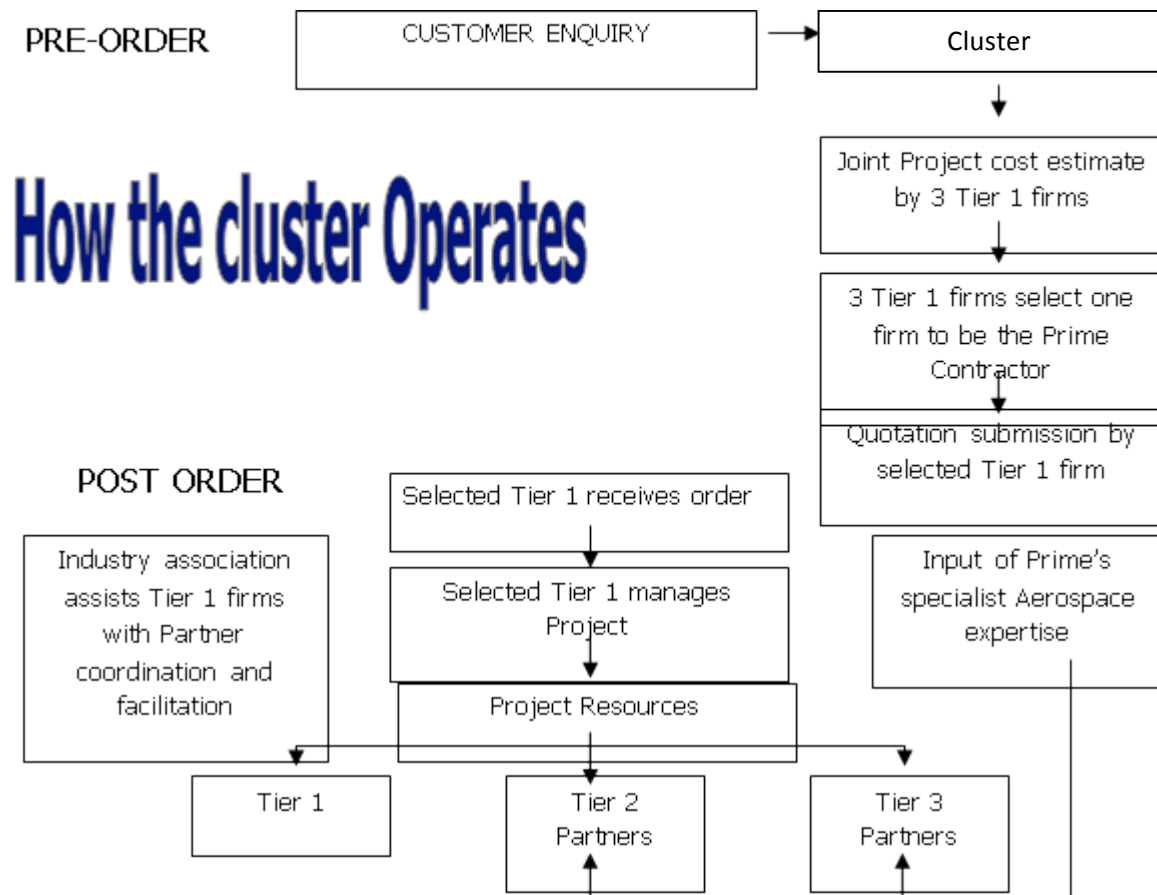 PRE-ORDER
CUSTOMER ENQUIRY
Cluster
Joint Project cost estimate
by 3 Tier 1 firms
How the cluster Operates
3 Tier 1 firms select one
firm to be the Prime
Contractor
Quotation submission by
selected Tier 1 firm
POST ORDER
Selected Tier 1 receives order
Industry association
assists Tier 1 firms
with Partner
coordination and
facilitation
Selected Tier 1 manages
Project
Input of Prime's
specialist Aerospace
expertise
Project Resources
Tier 1
Tier 2
Partners
Tier 3
Partners